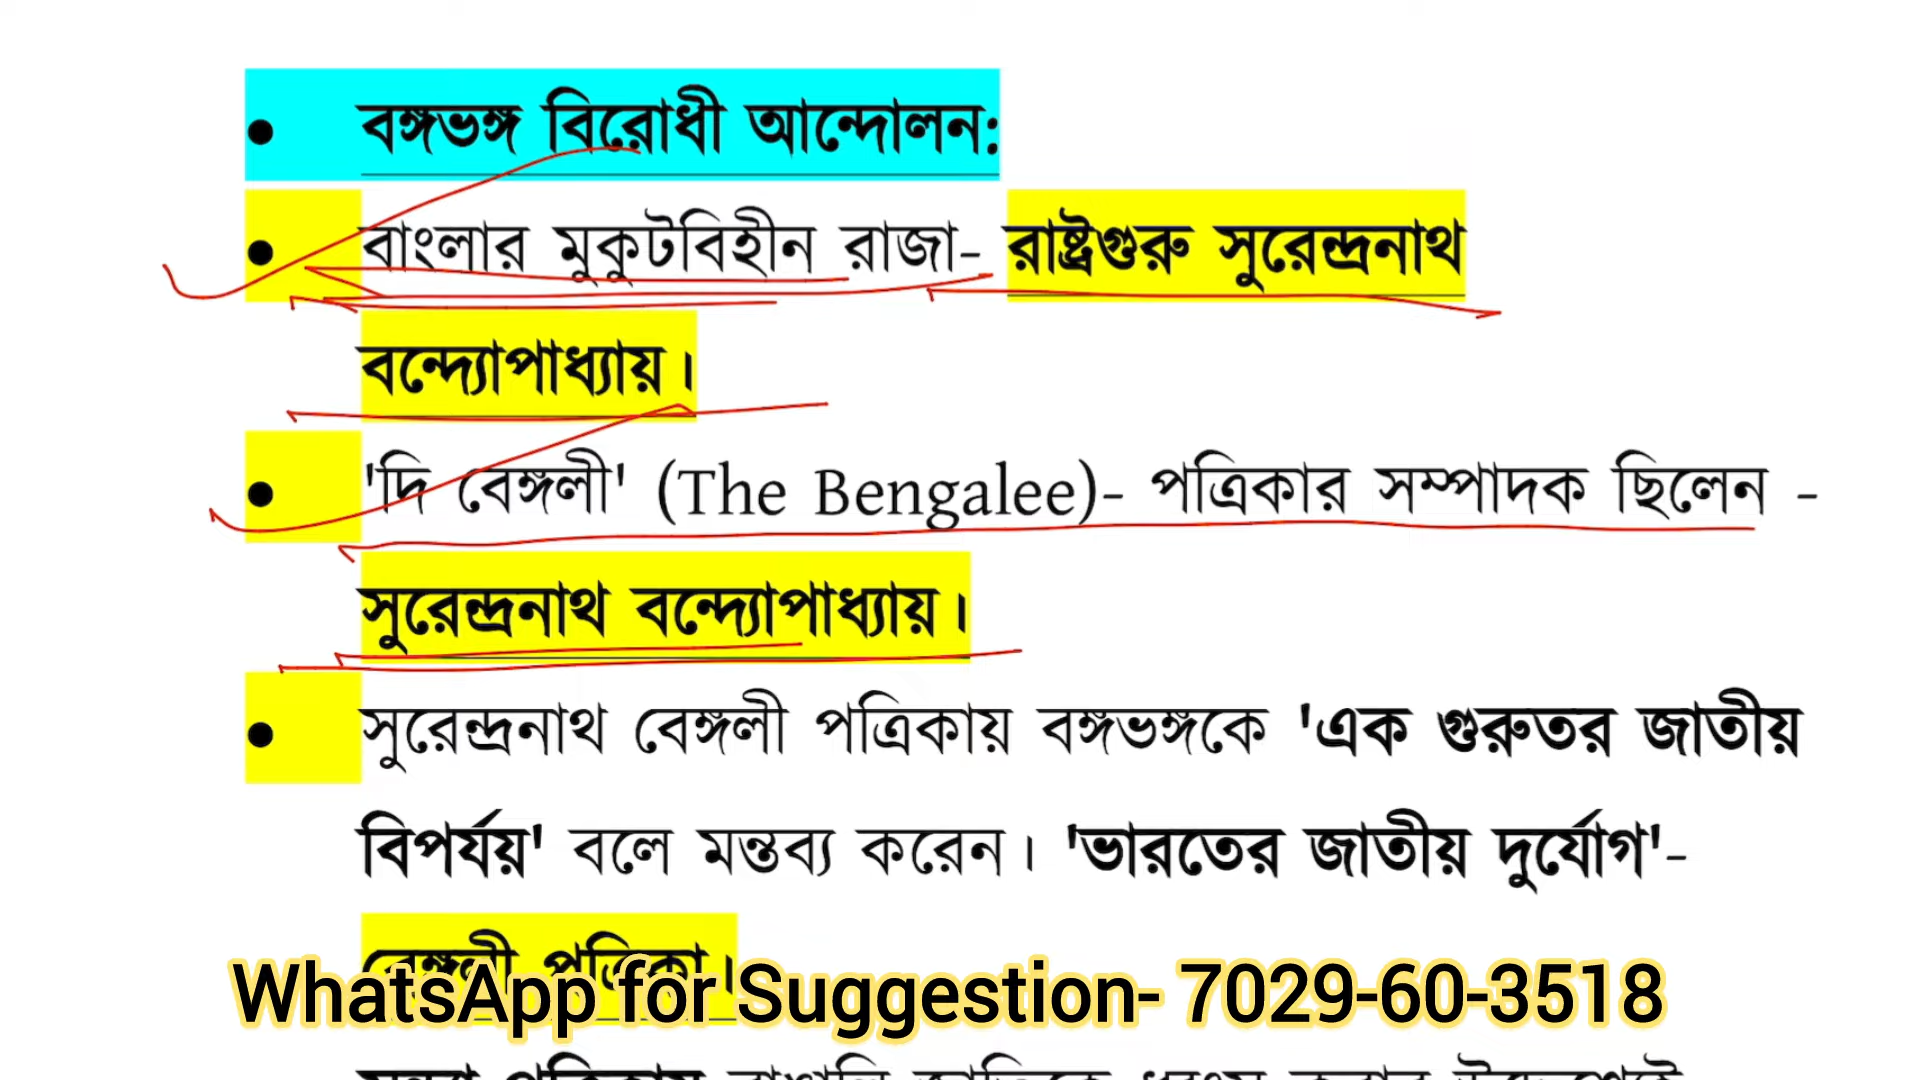 • বঙ্গভঙ্গ বিরোধী আন্দোলন:
• বাংলার মুকুটবিহীন রাজা- রাষ্ট্রগুরু সুরেন্দ্রনাথ
বন্দ্যোপাধ্যায়।
• 'দি বেঙ্গলী' (The Bengalee)- পত্রিকার সম্পাদক ছিলেন -
সুরেন্দ্রনাথ বন্দ্যোপাধ্যায়।
• সুরেন্দ্রনাথ বেঙ্গলী পত্রিকায় বঙ্গভঙ্গকে 'এক গুরুতর জাতীয়
বিপর্যয়' বলে মন্তব্য করেন। 'ভারতের জাতীয় দুর্যোগ'-
বেঙ্গলী পত্রিকা।
WhatsApp for Suggestion- 7029-60-3518